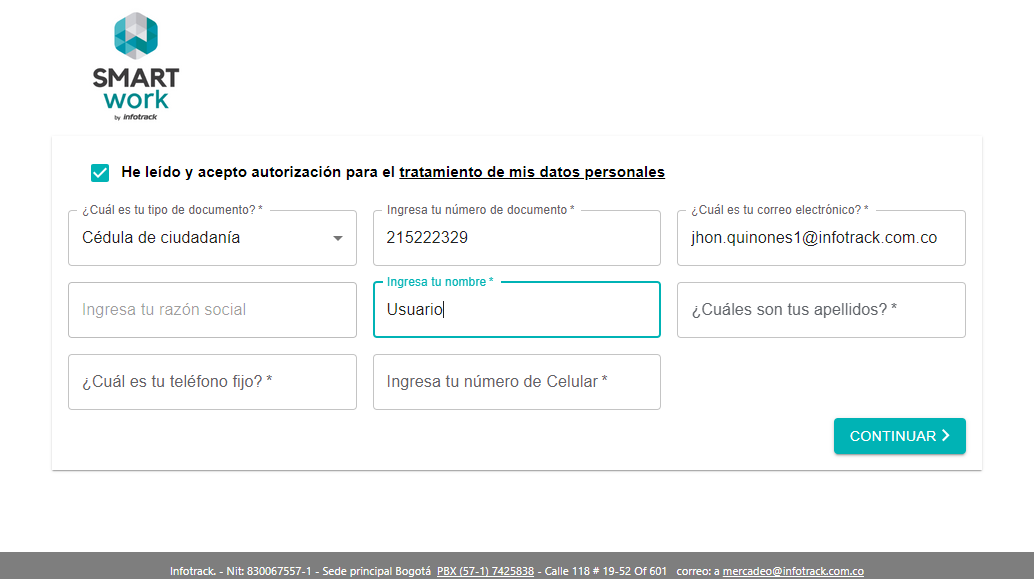 SMART
work
by infotrack
He leído y acepto autorización para el tratamiento de mis datos personales
¿Cuál es tu tipo de documento? *
Cédula de ciudadanía
Ingresa tu número de documento *
215222329
¿Cuál es tu correo electrónico? *
jhon.quinones1@infotrack.com.co
Ingresa tu razón social
Ingresa tu nombre *
Usuario
¿Cuáles son tus apellidos? *
¿Cuál es tu teléfono fijo? *
Ingresa tu número de Celular *
CONTINUAR
Infotrack. - Nit: 830067557-1 - Sede principal Bogotá PBX (57-1) 7425838 - Calle 118 # 19-52 Of 601 correo: a mercadeo@infotrack.com.co